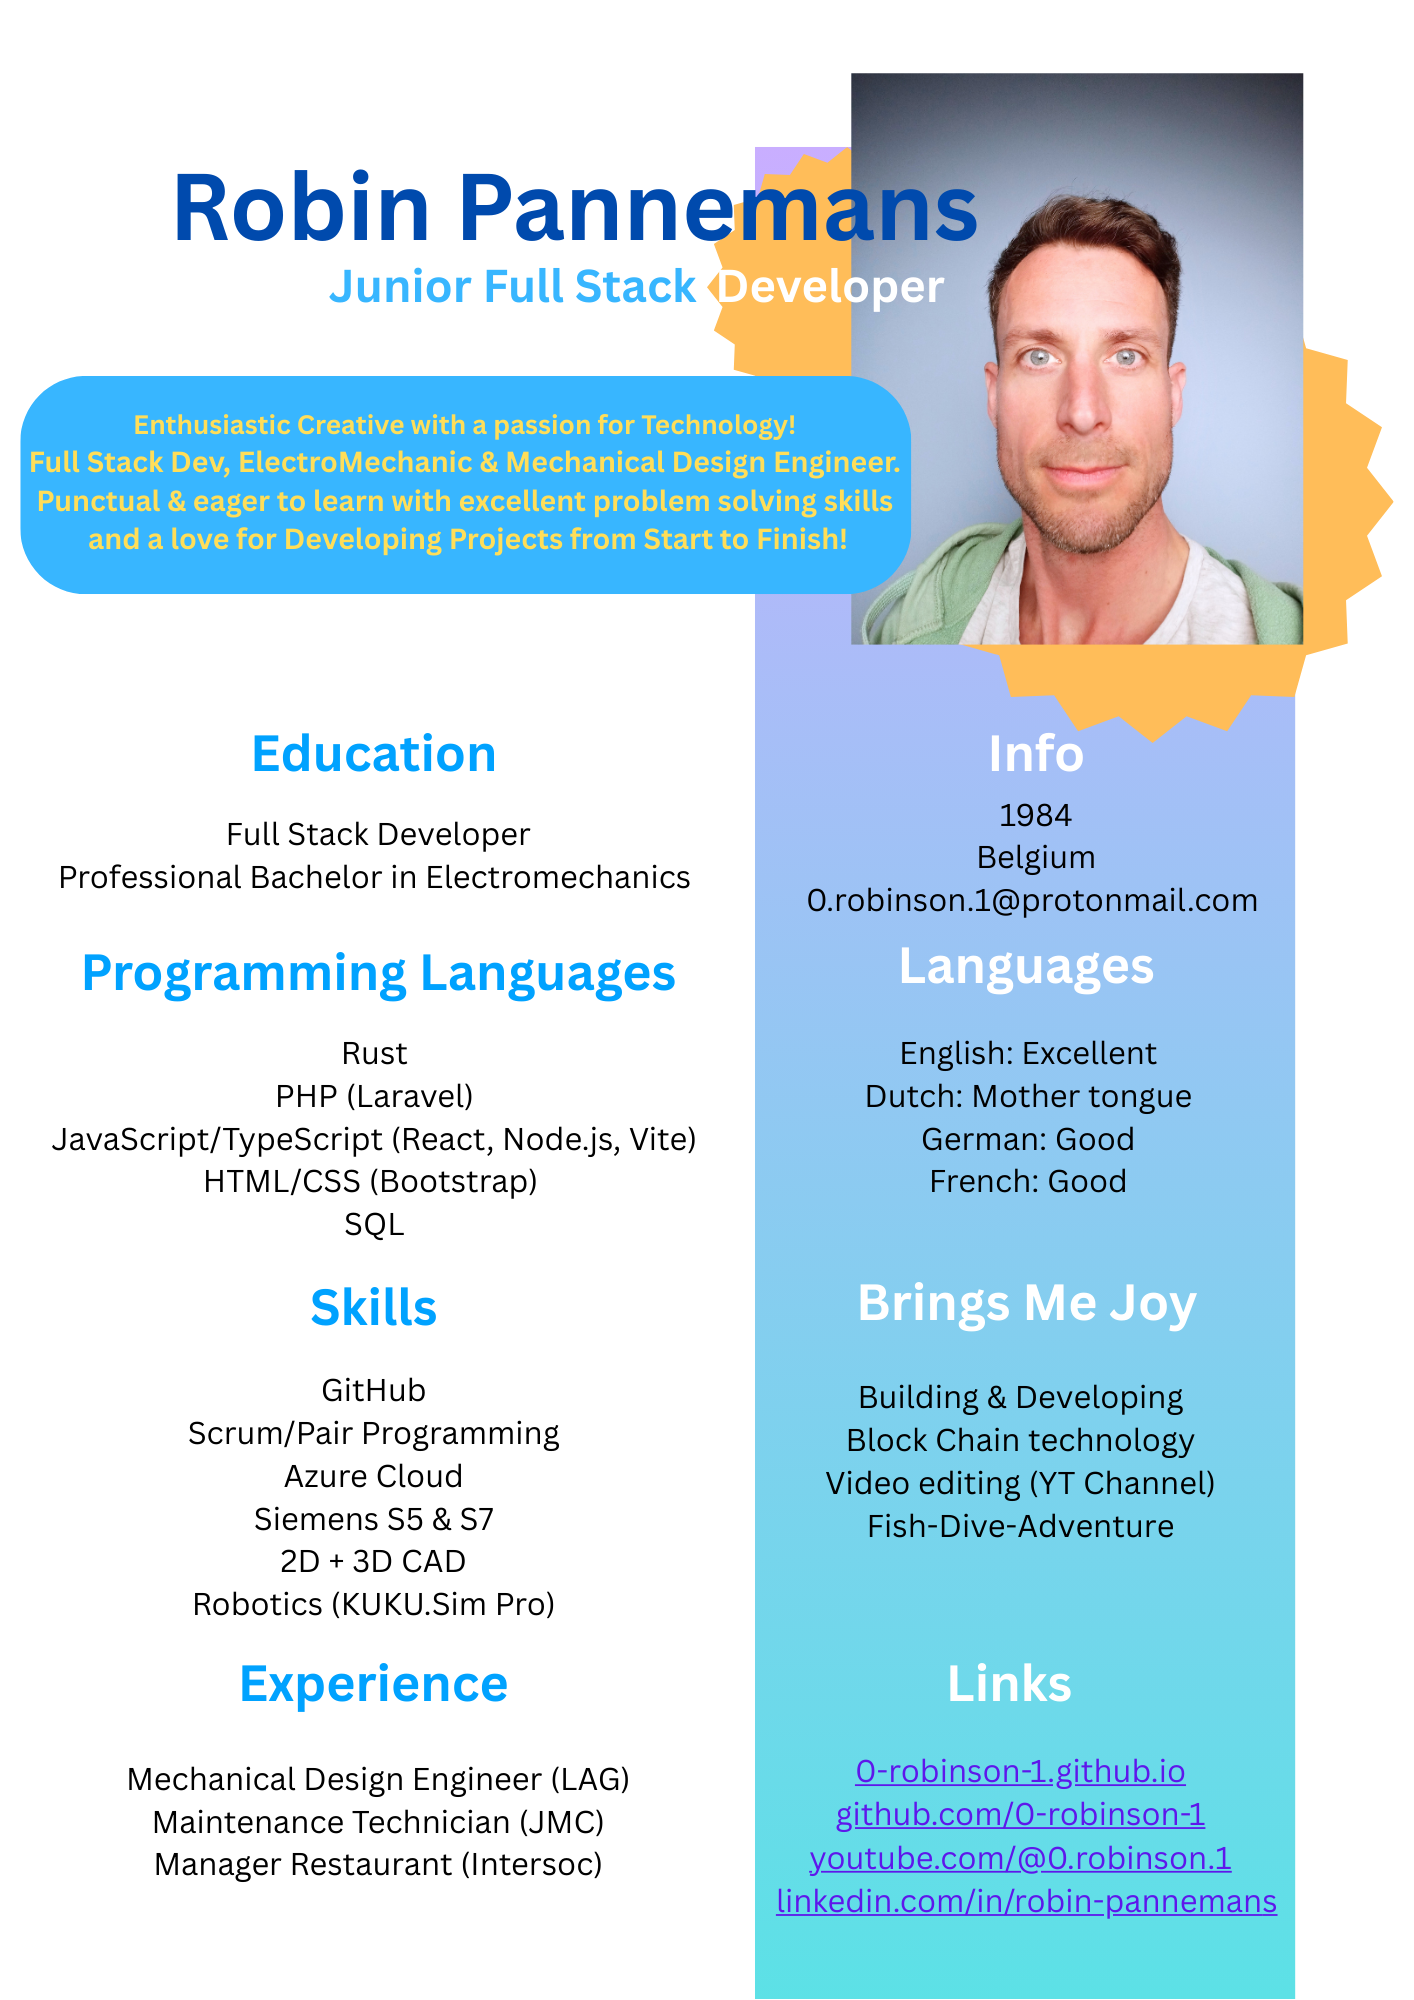 Robin Pannemans
Junior Full Stack Developer
Enthusiastic Creative with a passion for Technology!
Full Stack Dev, ElectroMechanic & Mechanical Design Engineer.
Punctual & eager to learn with excellent problem solving skills
and a love for Developing Projects from Start to Finish!
Education
Full Stack Developer
Professional Bachelor in Electromechanics
Programming Languages
Rust
PHP (Laravel)
JavaScript/TypeScript (React, Node.js, Vite)
HTML/CSS (Bootstrap)
SQL
Skills
GitHub
Scrum/Pair Programming
Azure Cloud
Siemens S5 & S7
2D + 3D CAD
Robotics (KUKU.Sim Pro)
Experience
Mechanical Design Engineer (LAG)
Maintenance Technician (JMC)
Manager Restaurant (Intersoc)
Info
1984
Belgium
0.robinson.1@protonmail.com
Languages
English: Excellent
Dutch: Mother tongue
German: Good
French: Good
Brings Me Joy
Building & Developing
Block Chain technology
Video editing (YT Channel)
Fish-Dive-Adventure
Links
0-robinson-1.github.io
github.com/0-robinson-1
youtube.com/@0.robinson.1
linkedin.com/in/robin-pannemans